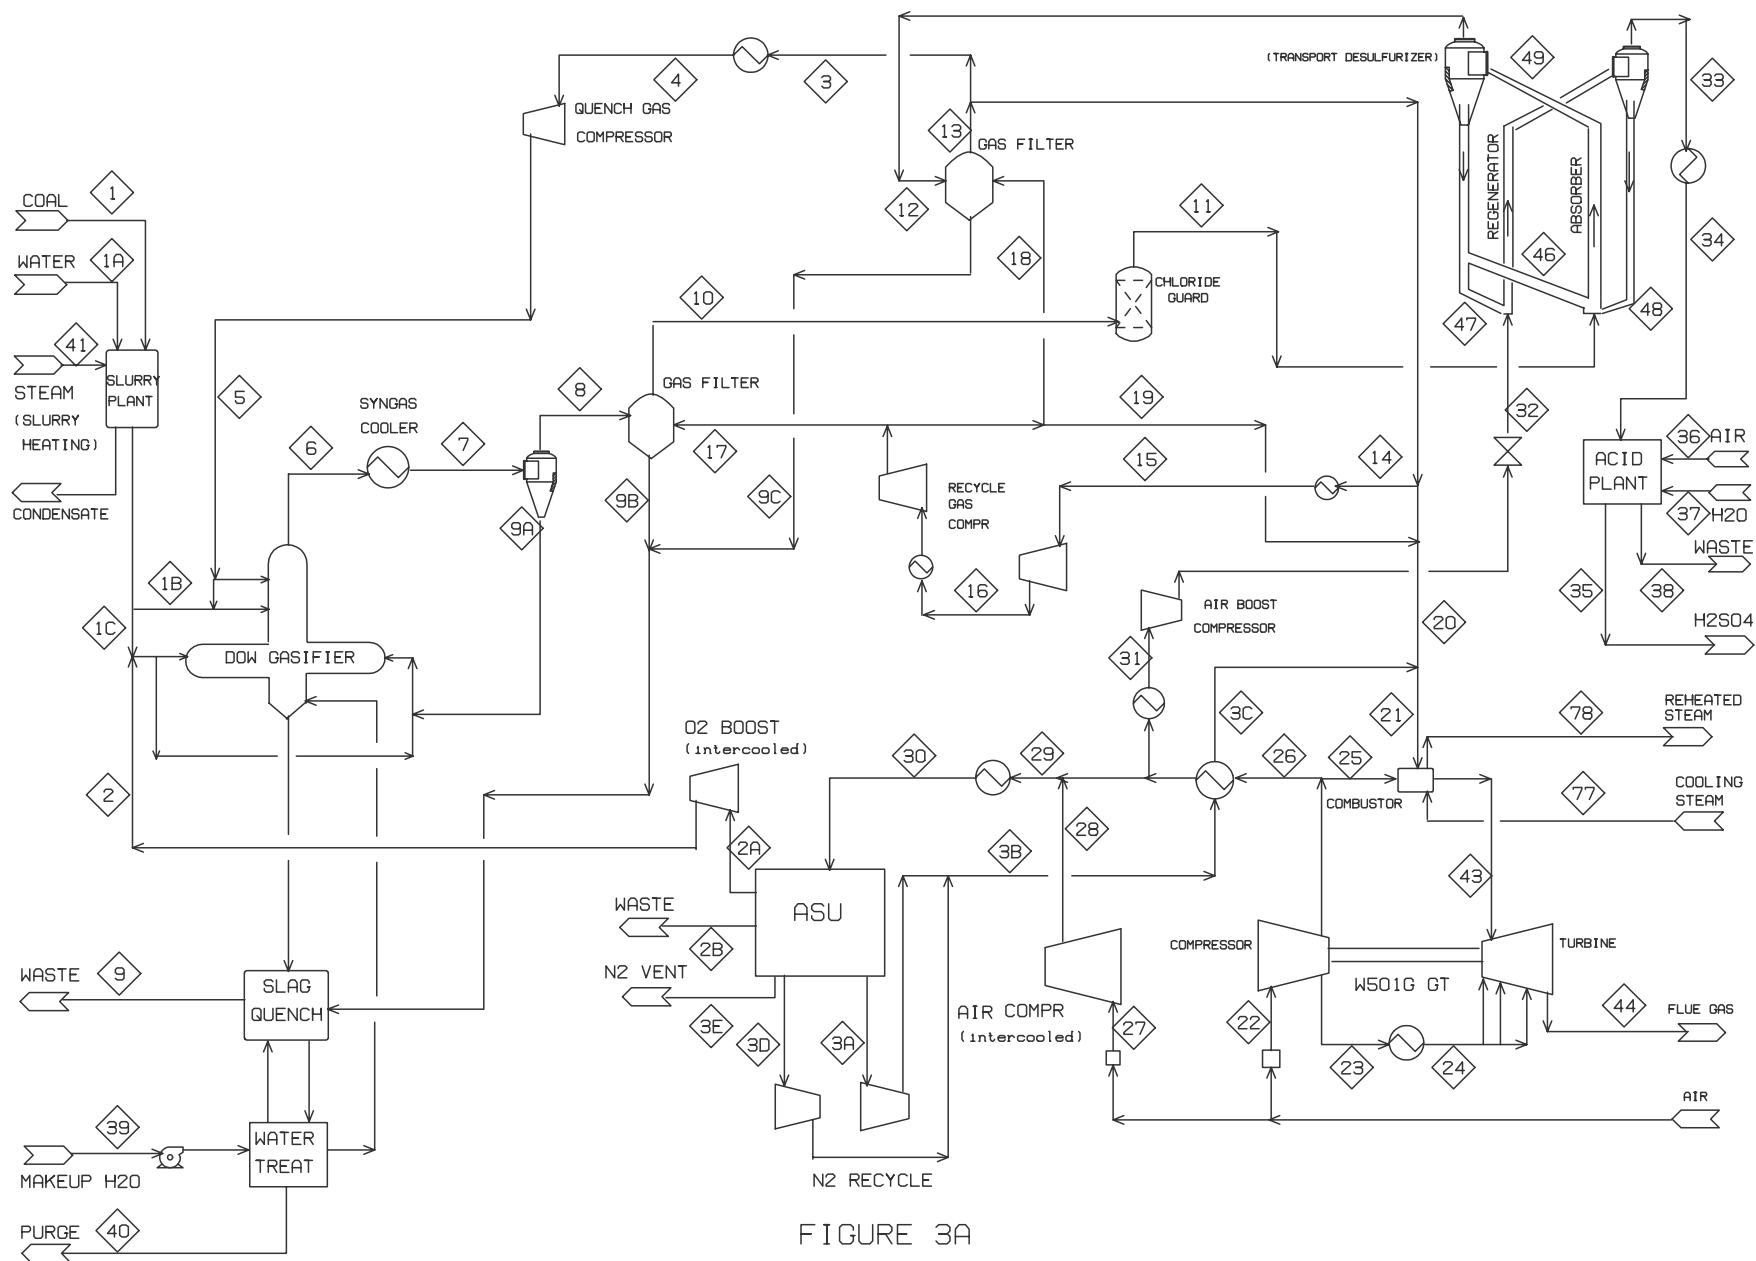 (TRANSPORT DESULFURIZER)
49
33
4
3
QUENCH GAS
COMPRESSOR
13
GAS FILTER
1
COAL
12
11
REGENERATOR
ABSORBER
34
WATER
1A
18
46
10
CHLORIDE
GUARD
47
48
41
STEAM
(SLURRY
HEATING)
SLURRY
PLANT
5
SYNGAS
COOLER
8
GAS FILTER
19
32
36
AIR
6
7
17
15
14
ACID
PLANT
9B
9C
RECYCLE
GAS
COMPR
37
H2O
CONDENSATE
9A
WASTE
1B
16
AIR BOOST
COMPRESSOR
35
38
1C
20
H2SO4
DOW GASIFIER
31
REHEATED
STEAM
78
O2 BOOST
(intercooled)
3C
21
30
29
26
25
2
COMBUSTOR
77
COOLING
STEAM
28
2A
3B
43
WASTE
ASU
2B
COMPRESSOR
TURBINE
WASTE
9
SLAG
QUENCH
N2 VENT
W501G GT
3E
3D
3A
AIR COMPR
(intercooled)
27
22
44
FLUE GAS
23
24
AIR
39
WATER
TREAT
MAKEUP H2O
N2 RECYCLE
PURGE
40
FIGURE 3A